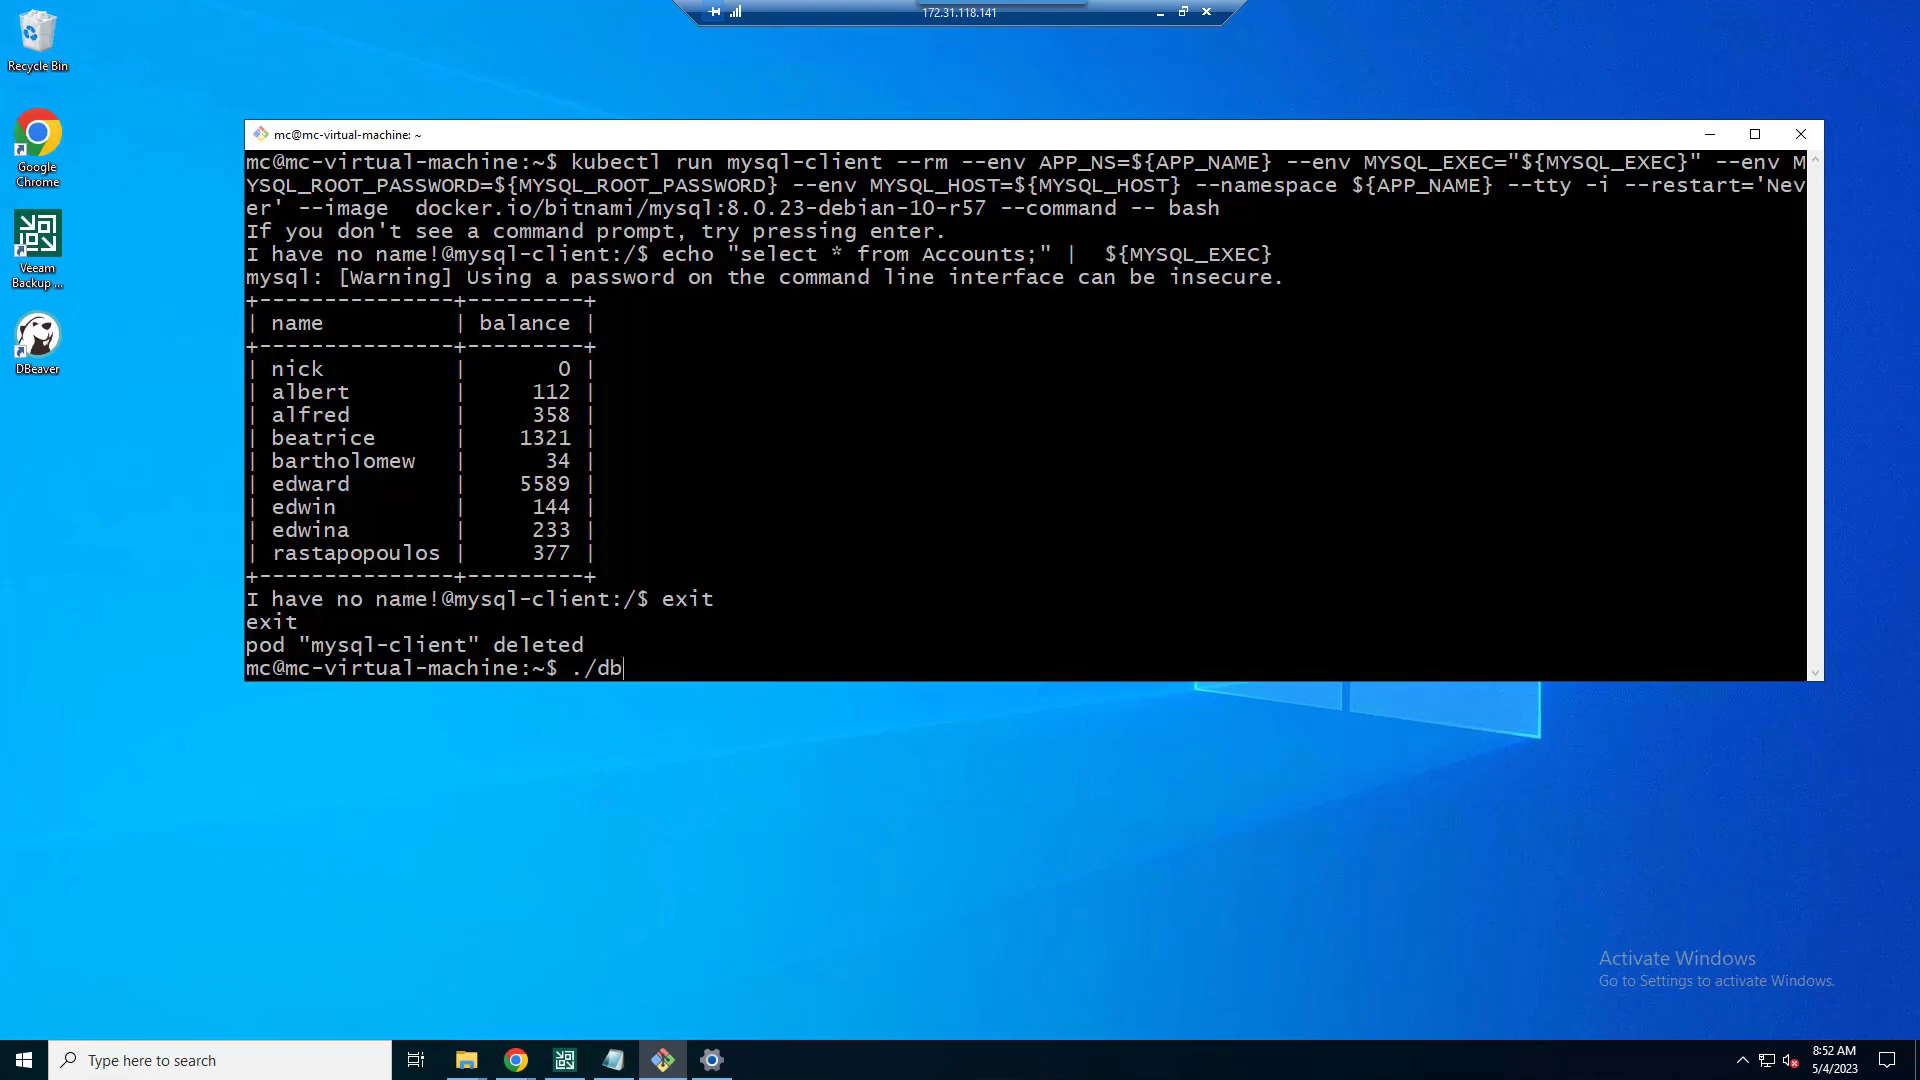 172.31.118.141
Recycle Bin
Google
Chrome
Veeam
Backup ...
DBeaver
mc@mc-virtual-machine: ~
mc@mc-virtual-machine:~$ kubectl run mysql-client --rm --env APP_NS=${APP_NAME} --env MYSQL_EXEC="${MYSQL_EXEC}" --env M
YSQL_ROOT_PASSWORD=${MYSQL_ROOT_PASSWORD} --env MYSQL_HOST=${MYSQL_HOST} --namespace ${APP_NAME} --tty -i --restart='Nev
er' --image  docker.io/bitnami/mysql:8.0.23-debian-10-r57 --command -- bash
If you don't see a command prompt, try pressing enter.
I have no name!@mysql-client:/$ echo "select * from Accounts;" |  ${MYSQL_EXEC}
mysql: [Warning] Using a password on the command line interface can be insecure.
+---------------+---------+
| name          | balance |
+---------------+---------+
| nick          |       0 |
| albert        |     112 |
| alfred        |     358 |
| beatrice      |    1321 |
| bartholomew   |      34 |
| edward        |    5589 |
| edwin         |     144 |
| edwina        |     233 |
| rastapopoulos |     377 |
+---------------+---------+
I have no name!@mysql-client:/$ exit
exit
pod "mysql-client" deleted
mc@mc-virtual-machine:~$ ./db
Activate Windows
Go to Settings to activate Windows.
Type here to search
8:52 AM
5/4/2023